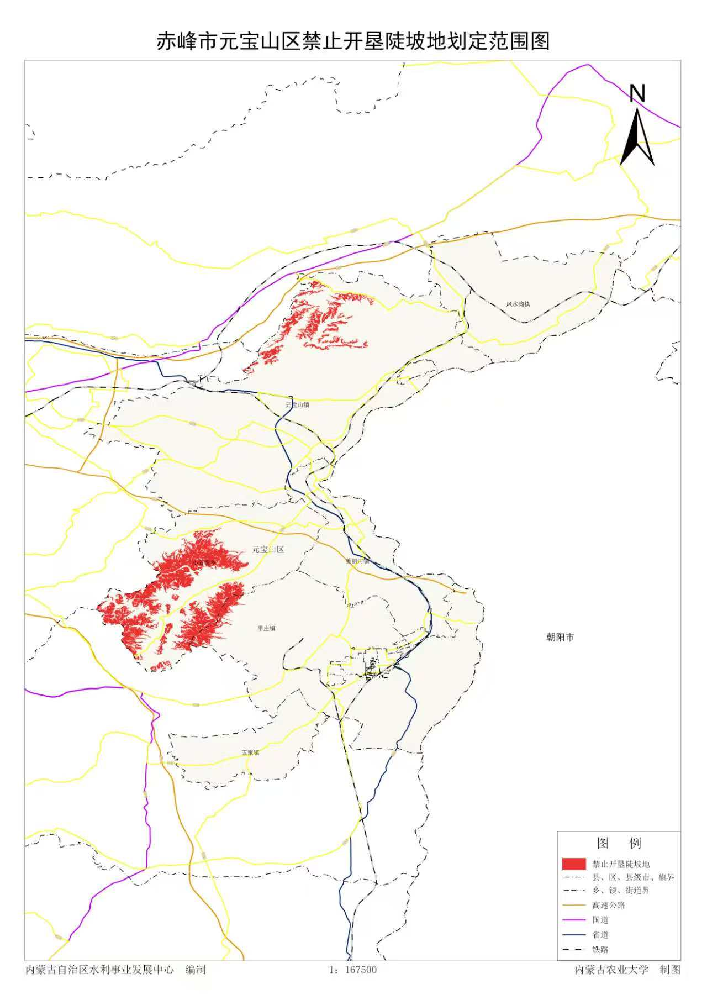 赤峰市元宝山区禁止开垦陡坡地划定范围图
N
风水沟镇
元宝山镇
元宝山区
美丽河镇
平庄镇
朝阳市
五家镇
图 例
禁止开垦陡坡地
县、区、县级市、旗界
乡、镇、街道界
高速公路
国道
省道
铁路
内蒙古自治区水利事业发展中心 编制
1：167500
内蒙古农业大学 制图